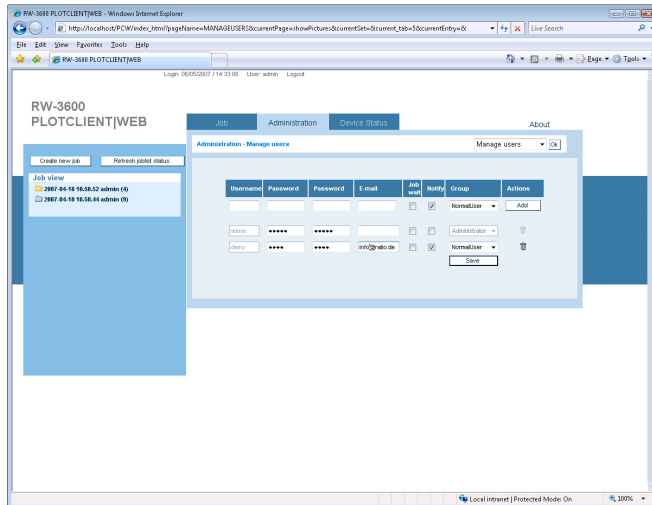 RW-3600 PLOTCLIENT|WEB - Windows Internet Explorer
http://localhost/PCW/index_html?pageName=MANAGEUSERS&currentPage=showPictures&currentSet=&current_tab=5&currentEntry=&
Live Search
File Edit View Favorites Tools Help
RW-3600 PLOTCLIENT|WEB
Page Tools
Login: 06/05/2007 / 14:33:08 User: admin Logout
RW-3600
PLOTCLIENT|WEB
Job Administration Device Status About
Administration - Manage users Manage users Ok
Create new job Refresh joblist status
Job view
2007-04-18 10.50.52 admin (4)
2007-04-18 10.50.44 admin (9)
Username Password Password E-mail Job wait Notify Group Actions
NormalUser Add
admin ••••• ••••• Administrator
demo •••• •••• info@ratio.de NormalUser
Save
Local intranet | Protected Mode: On 100%